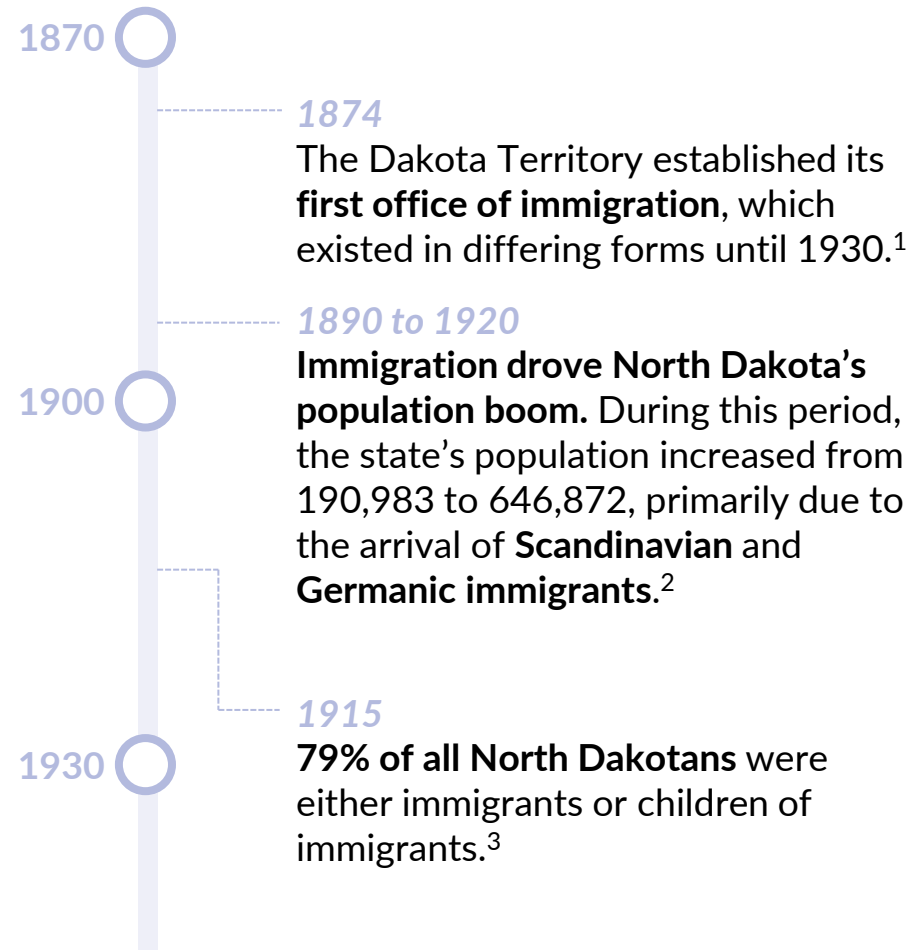 1870
1874
The Dakota Territory established its
first office of immigration, which
existed in differing forms until 1930.1
1890 to 1920
Immigration drove North Dakota’s
population boom. During this period,
1900
the state’s population increased from
190,983 to 646,872, primarily due to
the arrival of Scandinavian and
Germanic immigrants.2
1915
79% of all North Dakotans were
1930
either immigrants or children of
immigrants.3